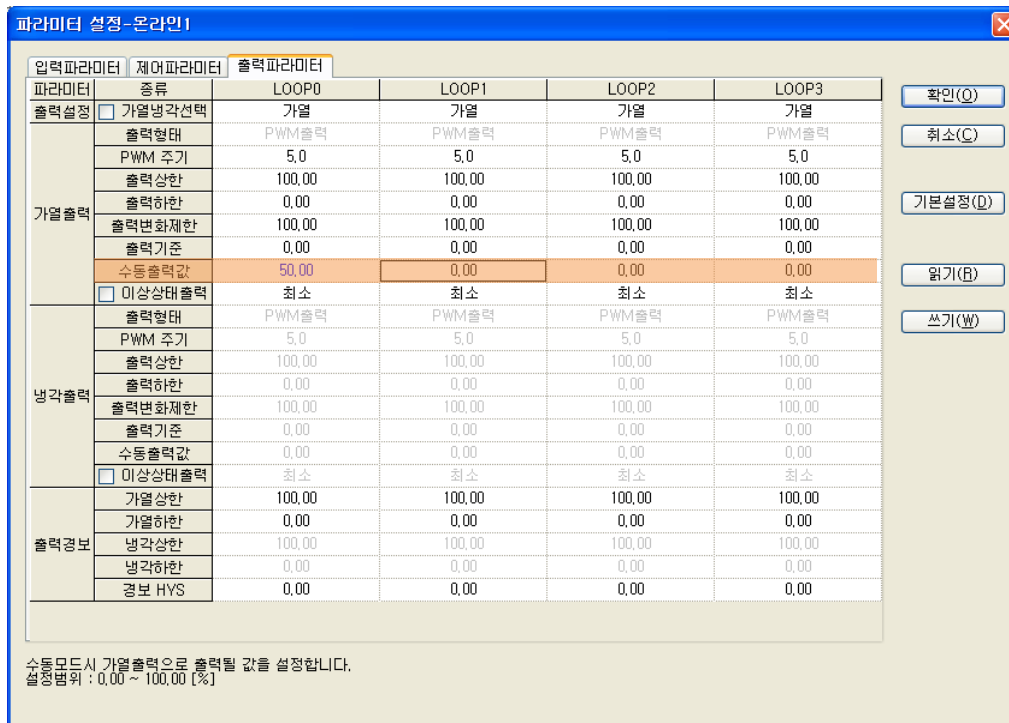 파라미터 설정-온라인1
입력파라미터 제어파라미터 출력파라미터
파라미터 종류 LOOP0 LOOP1 LOOP2 LOOP3
출력설정 가열냉각선택 가열 가열 가열 가열
가열출력
출력형태 PWM출력 PWM출력 PWM출력 PWM출력
PWM 주기 5,0 5,0 5,0 5,0
출력상한 100,00 100,00 100,00 100,00
출력하한 0,00 0,00 0,00 0,00
출력변화제한 100,00 100,00 100,00 100,00
출력기준 0,00 0,00 0,00 0,00
수동출력값 50,00 0,00 0,00 0,00
이상상태출력 최소 최소 최소 최소
냉각출력
출력형태 PWM출력 PWM출력 PWM출력 PWM출력
PWM 주기 5,0 5,0 5,0 5,0
출력상한 100,00 100,00 100,00 100,00
출력하한 0,00 0,00 0,00 0,00
출력변화제한 100,00 100,00 100,00 100,00
출력기준 0,00 0,00 0,00 0,00
수동출력값 0,00 0,00 0,00 0,00
이상상태출력 최소 최소 최소 최소
출력경보
가열상한 100,00 100,00 100,00 100,00
가열하한 0,00 0,00 0,00 0,00
냉각상한 100,00 100,00 100,00 100,00
냉각하한 0,00 0,00 0,00 0,00
경보 HYS 0,00 0,00 0,00 0,00
확인(O)
취소(C)
기본설정(D)
읽기(R)
쓰기(W)
수동모드시 가열출력으로 출력될 값을 설정합니다,
설정범위 : 0,00 ~ 100,00 [%]